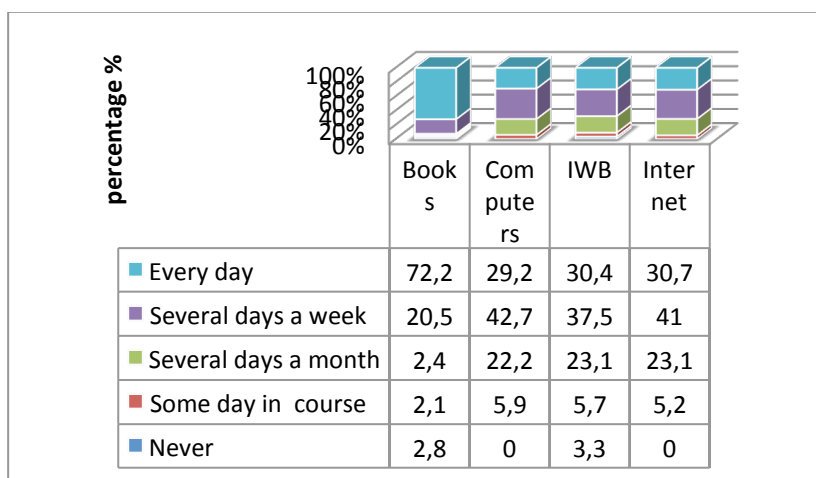 percentage %
100%
80%
60%
40%
20%
0%
Book
s
Com
pute
rs
IWB
Inter
net
Every day 72,2 29,2 30,4 30,7
Several days a week 20,5 42,7 37,5 41
Several days a month 2,4 22,2 23,1 23,1
Some day in course 2,1 5,9 5,7 5,2
Never 2,8 0 3,3 0